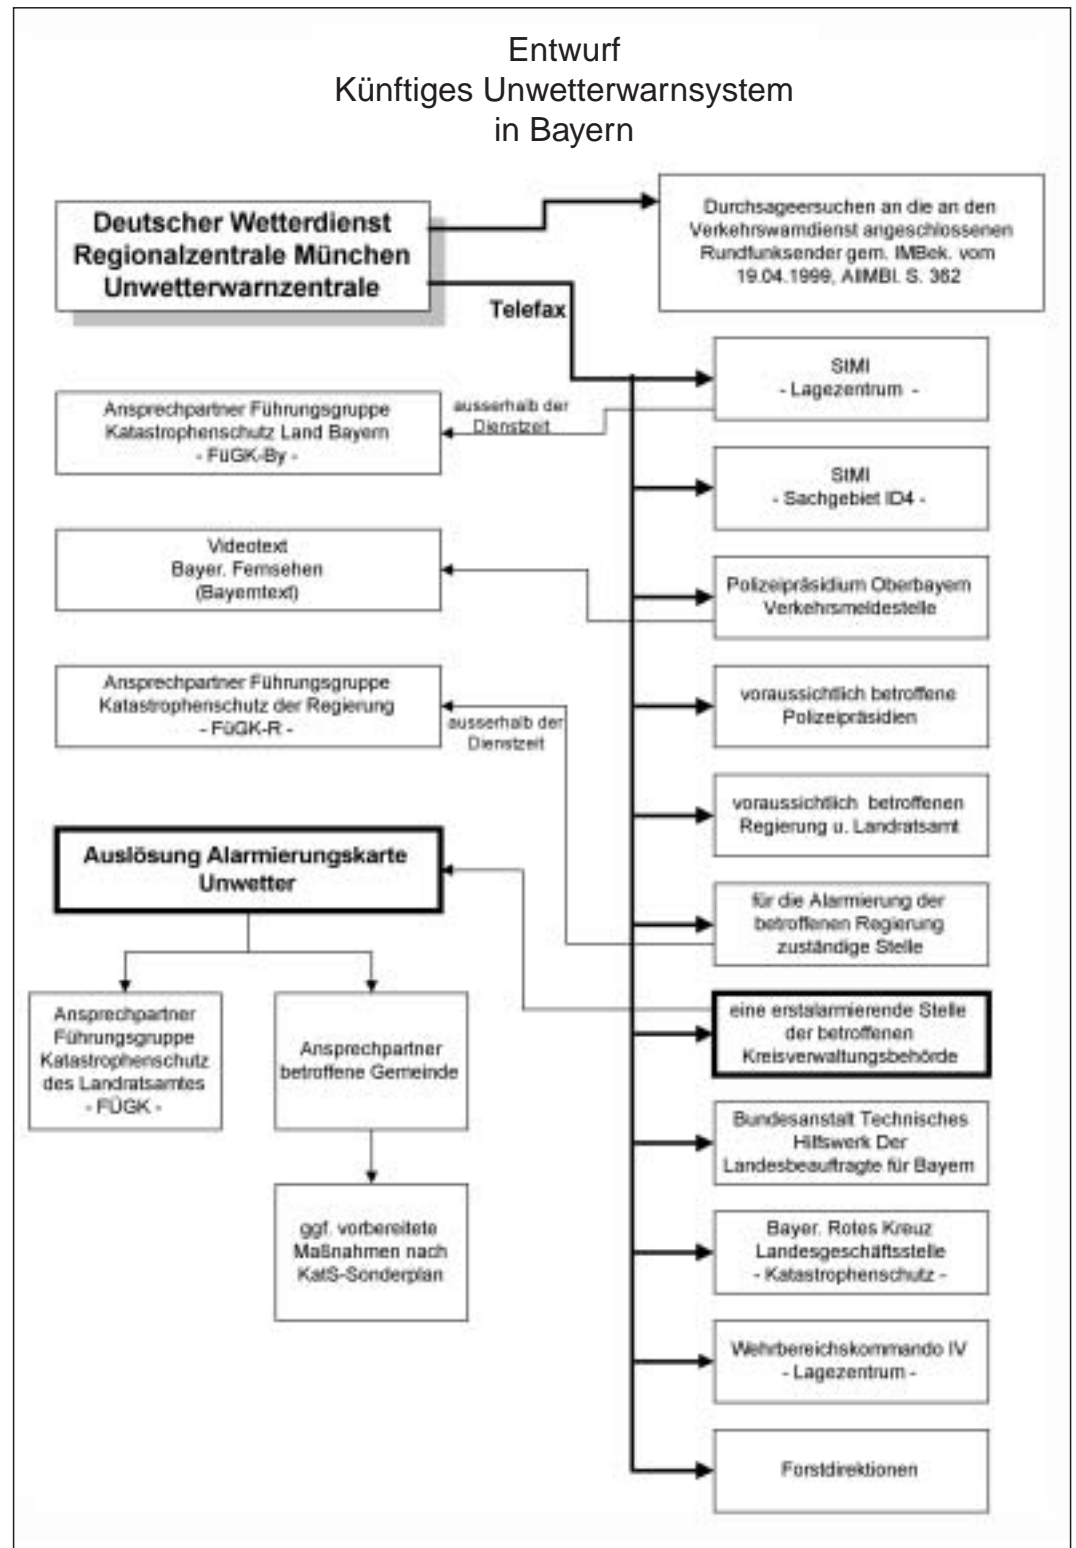 Entwurf
Künftiges Unwetterwarnsystem
in Bayern
Deutscher Wetterdienst
Regionalzentrale München
Unwetterwarnzentrale
Durchsageersuchen an die an den
Verkehrswarndienst angeschlossenen
Rundfunksender gem. IMBek. vom
19.04.1999, AllMBl. S. 362
Telefax
StMI
- Lagezentrum -
Ansprechpartner Führungsgruppe
Katastrophenschutz Land Bayern
- FüGK-By -
ausserhalb der
Dienstzeit
StMI
- Sachgebiet ID4 -
Videotext
Bayer. Fernsehen
(Bayerntext)
Polizeipräsidium Oberbayern
Verkehrsmeldestelle
Ansprechpartner Führungsgruppe
Katastrophenschutz der Regierung
- FüGK-R -
ausserhalb der
Dienstzeit
voraussichtlich betroffene
Polizeipräsidien
voraussichtlich betroffenen
Regierung u. Landratsamt
Auslösung Alarmierungskarte
Unwetter
für die Alarmierung der
betroffenen Regierung
zuständige Stelle
eine erstalarmierende Stelle
der betroffenen
Kreisverwaltungsbehörde
Ansprechpartner
Führungsgruppe
Katastrophenschutz
des Landratsamtes
- FÜGK -
Ansprechpartner
betroffene Gemeinde
Bundesanstalt Technisches
Hilfswerk Der
Landesbeauftragte für Bayern
ggf. vorbereitete
Maßnahmen nach
KatS-Sonderplan
Bayer. Rotes Kreuz
Landesgeschäftsstelle
- Katastrophenschutz -
Wehrbereichskommando IV
- Lagezentrum -
Forstdirektionen